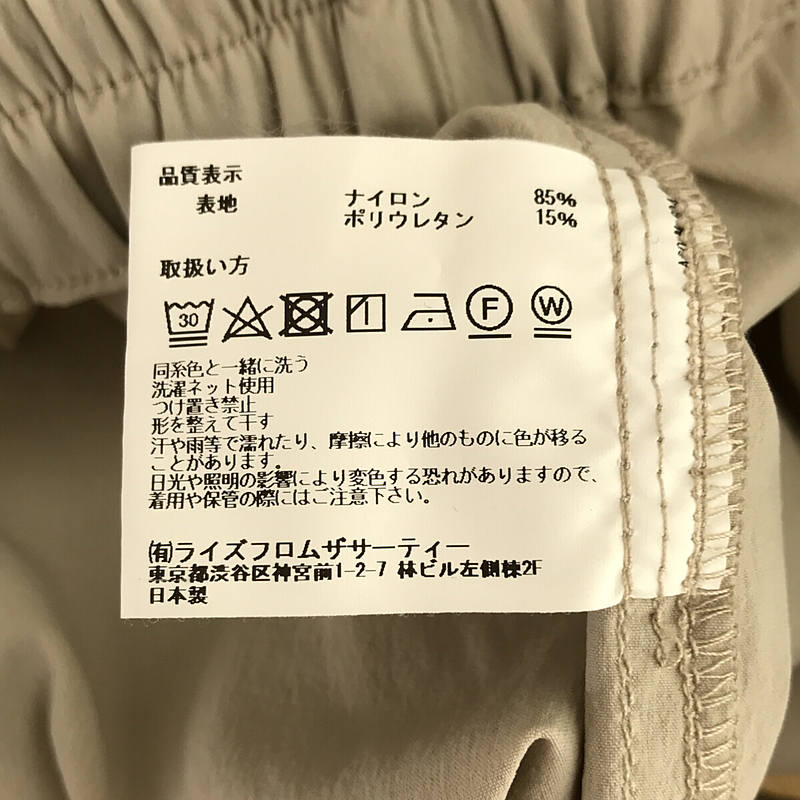 品質表示
表地 ナイロン 85%
ポリウレタン 15%
取扱い方
30 F W
同系色と一緒に洗う
洗濯ネット使用
つけ置き禁止
形を整えて干す
汗や雨等で濡れたり、摩擦により他のものに色が移る
ことがあります。
日光や照明の影響により変色する恐れがありますので、
着用や保管の際にはご注意下さい。
㈲ライズフロムザサーティー
東京都渋谷区神宮前1-2-7 林ビル左側棟2F
日本製